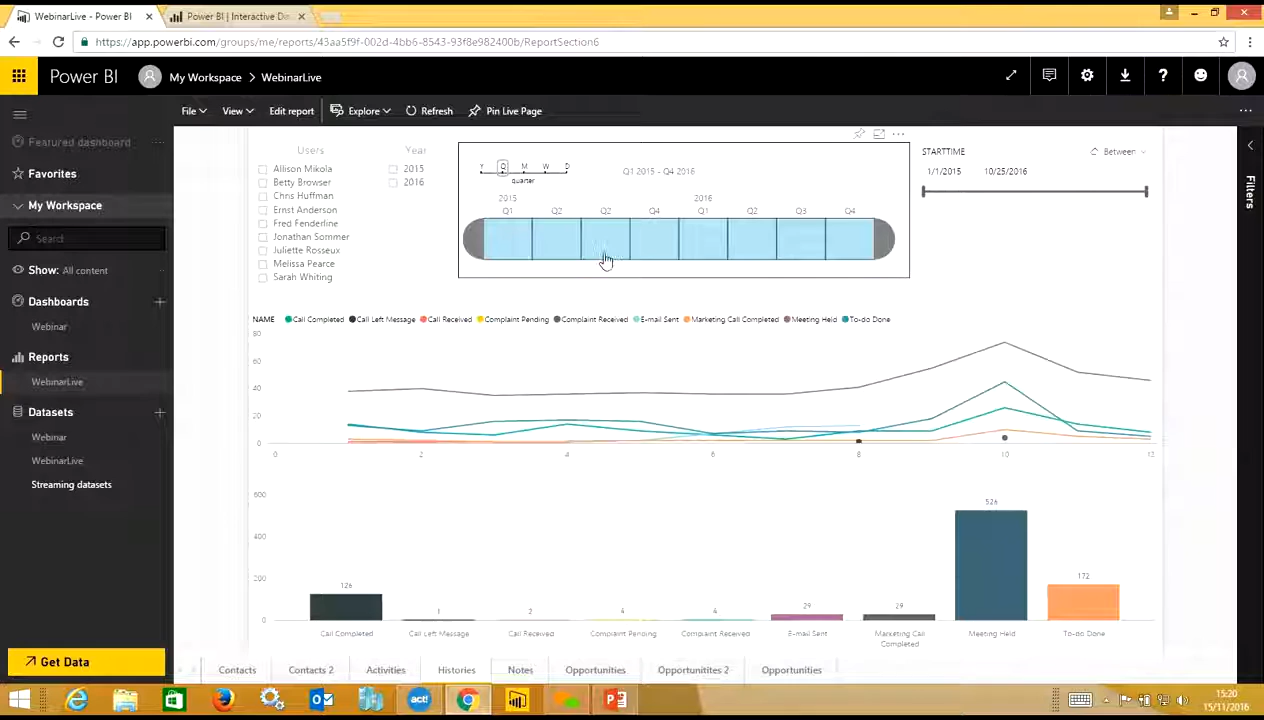 WebinarLive - Power BI
Power BI | Interactive Da
https://app.powerbi.com/groups/me/reports/43aa5f9f-002d-4bb6-8543-93f8e982400b/ReportSection6
Power BI
My Workspace > WebinarLive
File View Edit report Explore Refresh Pin Live Page
Featured dashboard
Favorites
My Workspace
Search
Show: All content
Dashboards
Webinar
Reports
WebinarLive
Datasets
Webinar
WebinarLive
Streaming datasets
Get Data
Users
Allison Mikola
Betty Browser
Chris Huffman
Ernst Anderson
Fred Fenderline
Jonathan Sommer
Juliette Rosseux
Melissa Pearce
Sarah Whiting
Year
2015
2016
Y Q M W D
quarter
Q1 2015 - Q4 2016
2015 2016
Q1 Q2 Q2 Q4 Q1 Q2 Q3 Q4
STARTTIME Between
1/1/2015 10/25/2016
Filters
NAME Call Completed Call Left Message Call Received Complaint Pending Complaint Received E-mail Sent Marketing Call Completed Meeting Held To-do Done
80
60
40
20
0
0 2 4 6 8 10 12
600
400
200
0
126 1 2 4 4 29 29 526 172
Call Completed Call Left Message Call Received Complaint Pending Complaint Received E-mail Sent Marketing Call Completed Meeting Held To-do Done
Contacts Contacts 2 Activities Histories Notes Opportunities Opportunitites 2 Opportunities
act!
15:20
15/11/2016